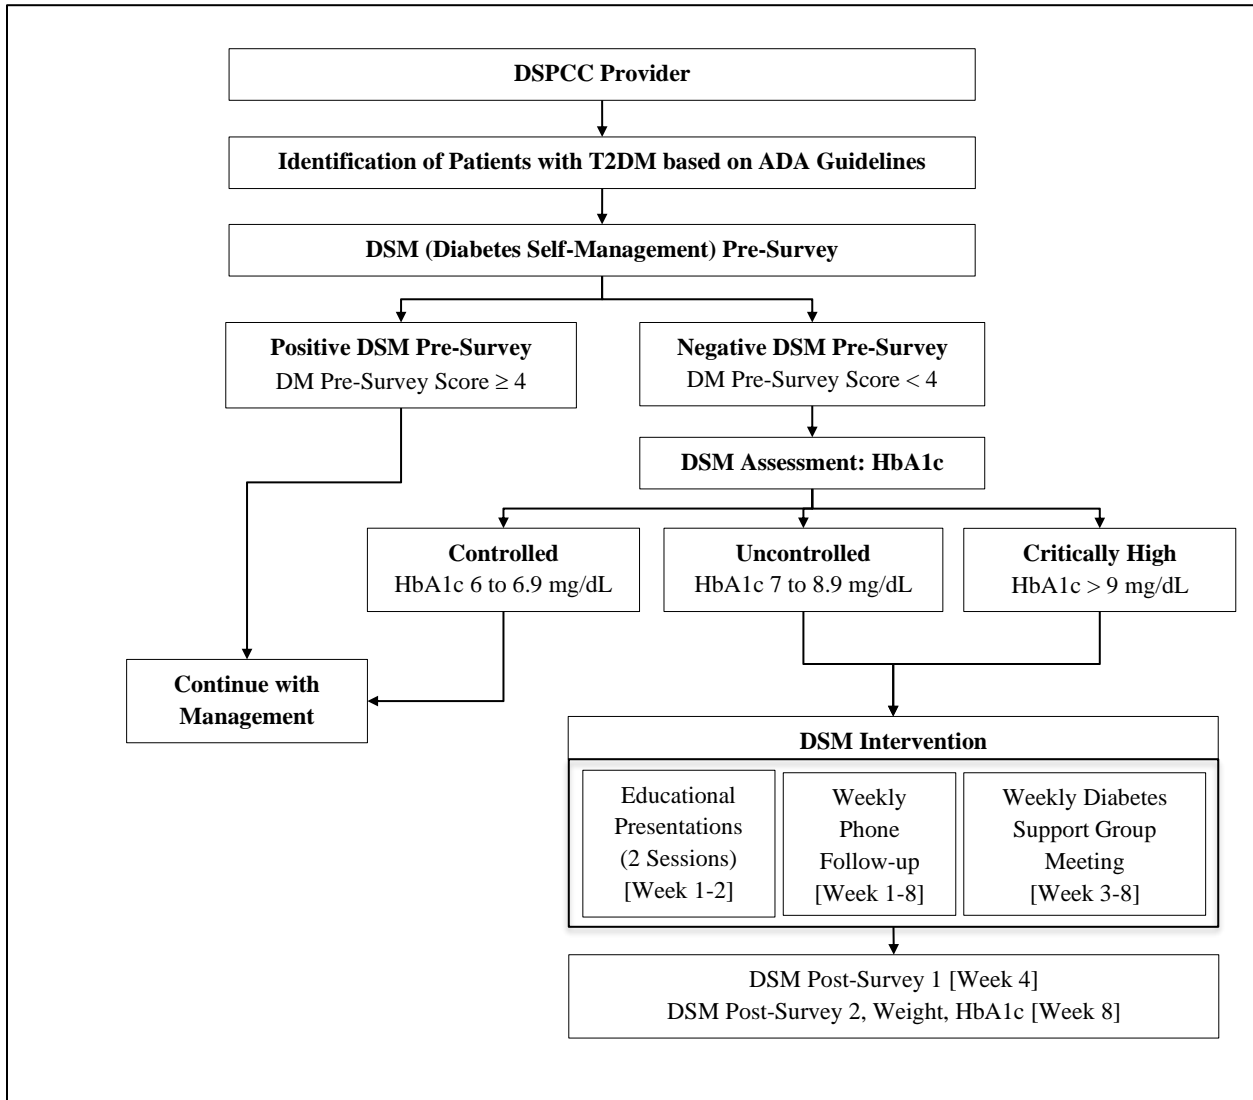 DSPCC Provider
Identification of Patients with T2DM based on ADA Guidelines
DSM (Diabetes Self-Management) Pre-Survey
Positive DSM Pre-Survey
DM Pre-Survey Score ≥ 4
Negative DSM Pre-Survey
DM Pre-Survey Score < 4
DSM Assessment: HbA1c
Controlled
HbA1c 6 to 6.9 mg/dL
Uncontrolled
HbA1c 7 to 8.9 mg/dL
Critically High
HbA1c > 9 mg/dL
Continue with
Management
DSM Intervention
Educational
Presentations
(2 Sessions)
[Week 1-2]
Weekly
Phone
Follow-up
[Week 1-8]
Weekly Diabetes
Support Group
Meeting
[Week 3-8]
DSM Post-Survey 1 [Week 4]
DSM Post-Survey 2, Weight, HbA1c [Week 8]